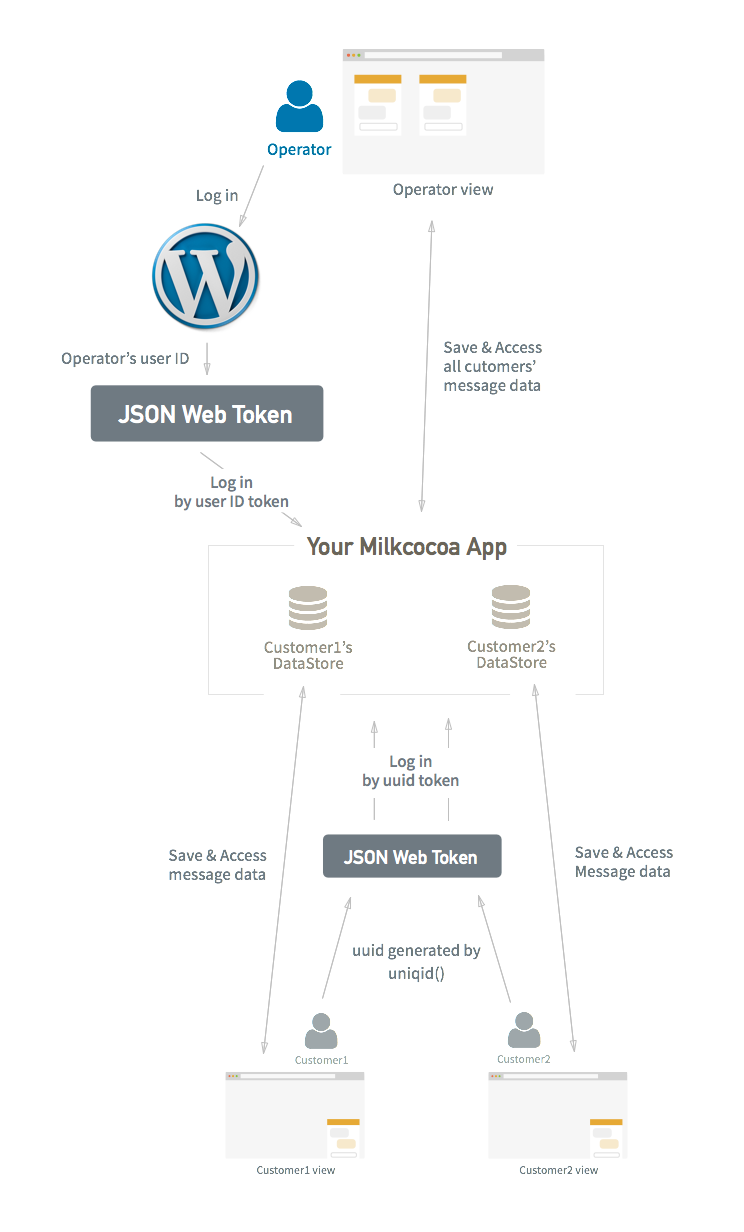 Operator
Operator view
Log in
W
Operator's user ID
JSON Web Token
Save & Access
all cutomers'
message data
Log in
by user ID token
Your Milkcocoa App
Customer1's
DataStore
Customer2's
DataStore
Log in
by uuid token
JSON Web Token
Save & Access
message data
Save & Access
Message data
uuid generated by
uniqid()
Customer1
Customer2
Customer1 view
Customer2 view